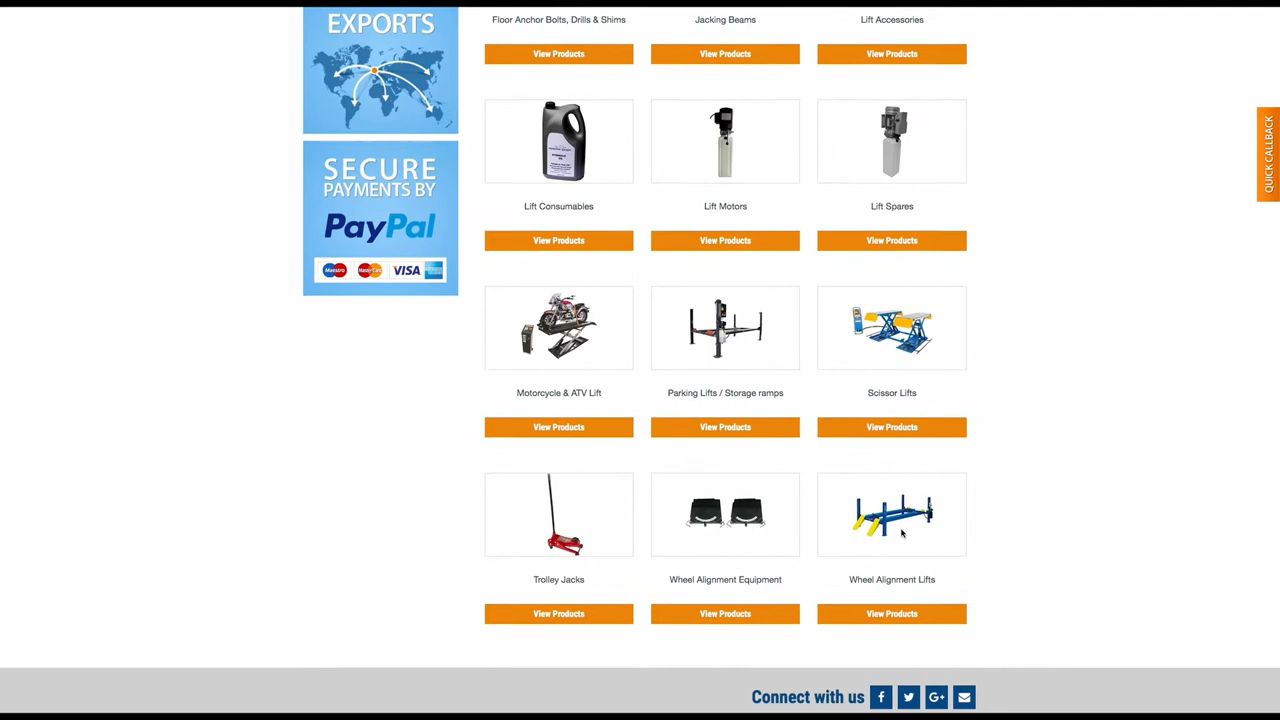 EXPORTS
SECURE
PAYMENTS BY
PayPal
Maestro MasterCard VISA
Floor Anchor Bolts, Drills & Shims
Jacking Beams
Lift Accessories
View Products
View Products
View Products
Lift Consumables
Lift Motors
Lift Spares
View Products
View Products
View Products
Motorcycle & ATV Lift
Parking Lifts / Storage ramps
Scissor Lifts
View Products
View Products
View Products
Trolley Jacks
Wheel Alignment Equipment
Wheel Alignment Lifts
View Products
View Products
View Products
QUICK CALLBACK
Connect with us